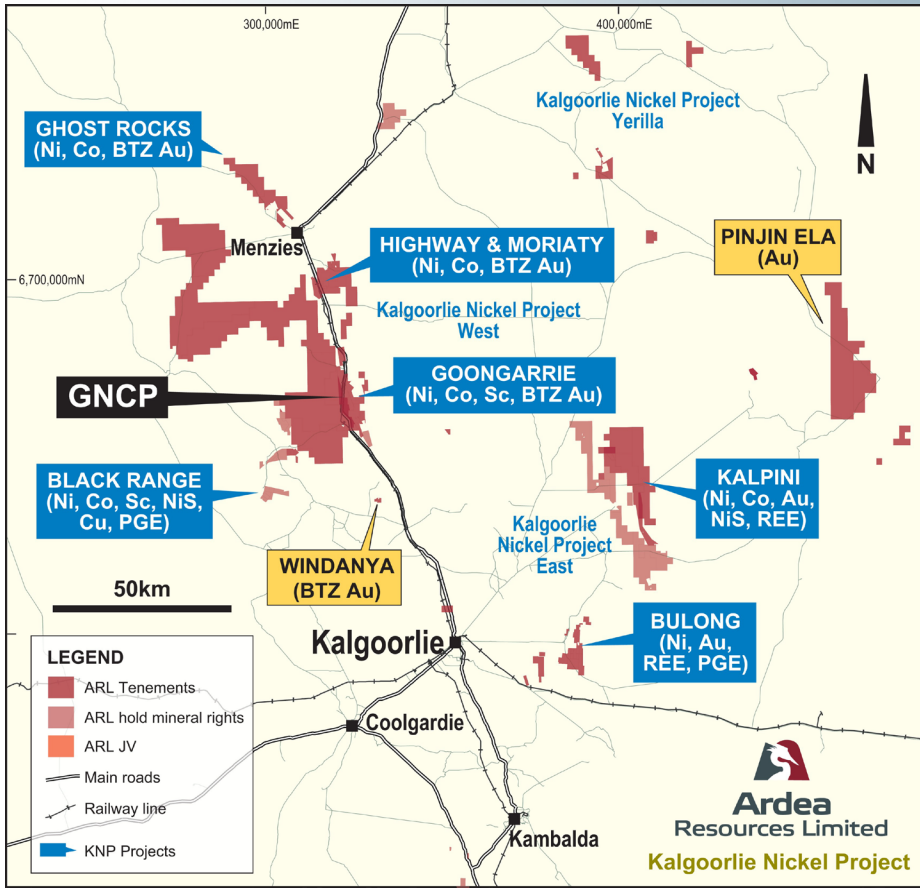 300,000mE
400,000mE
Kalgoorlie Nickel Project
Yerilla
GHOST ROCKS
(Ni, Co, BTZ Au)
N
Menzies
HIGHWAY & MORIATY
(Ni, Co, BTZ Au)
PINJIN ELA
(Au)
6,700,000mN
Kalgoorlie Nickel Project
West
GNCP
GOONGARRIE
(Ni, Co, Sc, BTZ Au)
BLACK RANGE
(Ni, Co, Sc, NiS,
Cu, PGE)
KALPINI
(Ni, Co, Au,
NiS, REE)
Kalgoorlie
Nickel Project
East
WINDANYA
(BTZ Au)
50km
Kalgoorlie
BULONG
(Ni, Au,
REE, PGE)
LEGEND
ARL Tenements
ARL hold mineral rights
ARL JV
Main roads
Railway line
KNP Projects
Coolgardie
Kambalda
Ardea
Resources Limited
Kalgoorlie Nickel Project